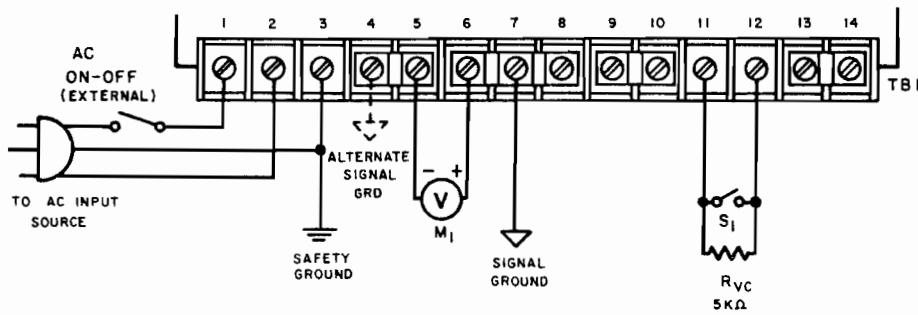 1 2 3 4 5 6 7 8 9 10 11 12 13 14
TB1
AC
ON-OFF
(EXTERNAL)
TO AC INPUT
SOURCE
SAFETY
GROUND
ALTERNATE
SIGNAL
GRD
- +
V
M1
SIGNAL
GROUND
S1
RVC
5KΩ